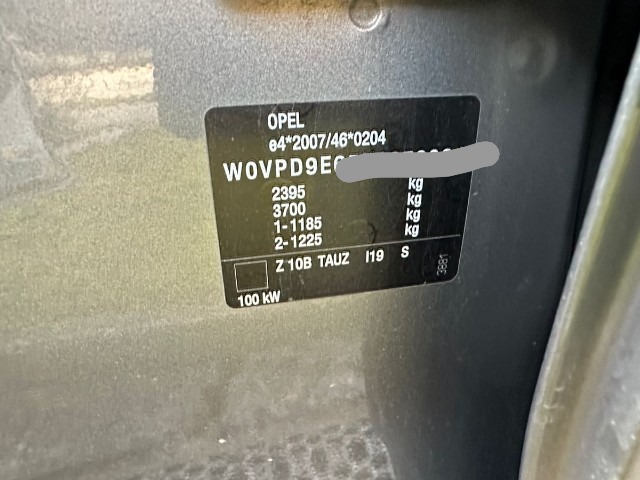 OPEL
e4*2007/46*0204
W0VPD9E
2395 kg
3700 kg
1-1185 kg
2-1225 kg
Z 10B TAUZ I19 S
3881
100 kW